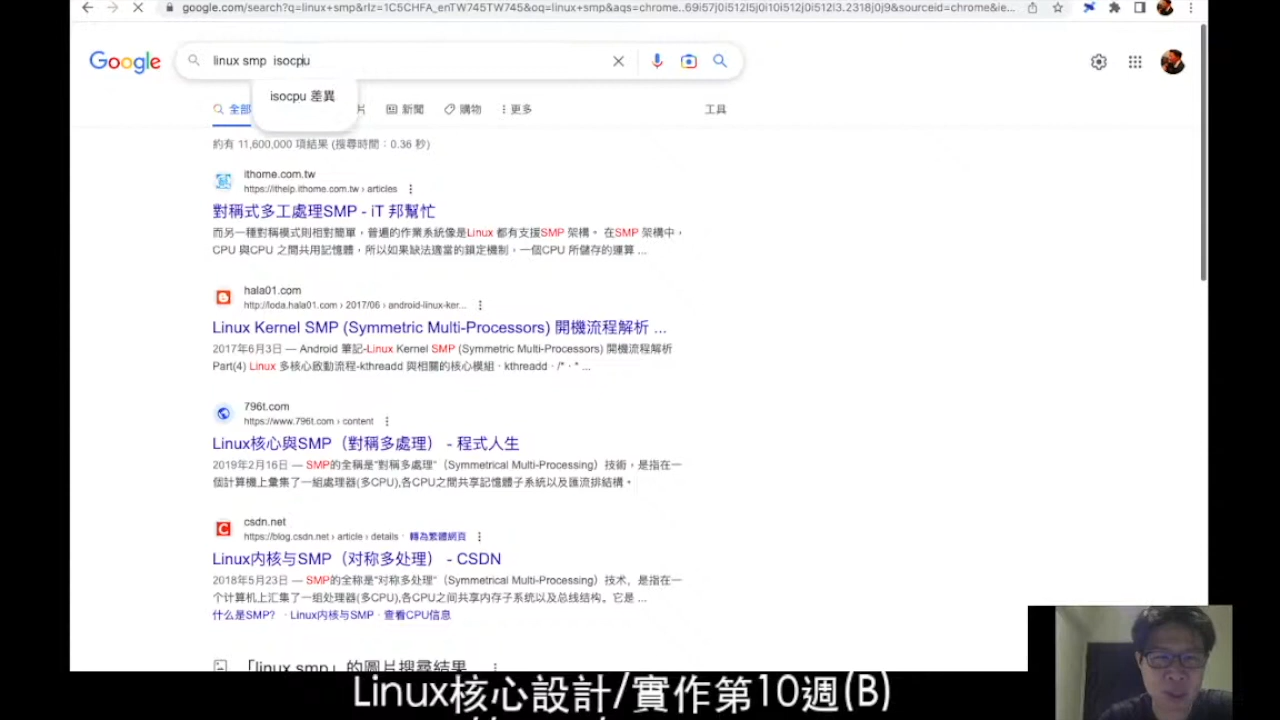 google.com/search?q=linux+smp&rlz=1C5CHFA_enTW745TW745&oq=linux+smp&aqs=chrome..69i57j0i512l5j0i10i512j0i512l3.2318j0j9&sourceid=chrome&ie...
Google
linux smp  isocpu
isocpu 差異
全部
片
新聞
購物
更多
工具
約有 11,600,000 項結果 (搜尋時間：0.36 秒)
ithome.com.tw
https://ithelp.ithome.com.tw › articles
對稱式多工處理SMP - iT 邦幫忙
而另一種對稱模式則相對簡單，普遍的作業系統像是Linux 都有支援SMP 架構。 在SMP 架構中，
CPU 與CPU 之間共用記憶體，所以如果缺法適當的鎖定機制，一個CPU 所儲存的運算 ...
hala01.com
http://loda.hala01.com › 2017/06 › android-linux-ker...
Linux Kernel SMP (Symmetric Multi-Processors) 開機流程解析 ...
2017年6月3日 — Android 筆記-Linux Kernel SMP (Symmetric Multi-Processors) 開機流程解析
Part(4) Linux 多核心啟動流程-kthreadd 與相關的核心模組 · kthreadd · /* · * ...
796t.com
https://www.796t.com › content
Linux核心與SMP（對稱多處理） - 程式人生
2019年2月16日 — SMP的全稱是"對稱多處理"（Symmetrical Multi-Processing）技術，是指在一
個計算機上彙集了一組處理器(多CPU),各CPU之間共享記憶體子系統以及匯流排結構。
csdn.net
https://blog.csdn.net › article › details · 轉為繁體網頁
Linux内核与SMP（对称多处理） - CSDN
2018年5月23日 — SMP的全称是"对称多处理"（Symmetrical Multi-Processing）技术，是指在一
个计算机上汇集了一组处理器(多CPU),各CPU之间共享内存子系统以及总线结构。它是 ...
什么是SMP? · Linux内核与SMP · 查看CPU信息
「linux smp」的圖片搜尋結果
Linux核心設計/實作第10週(B)